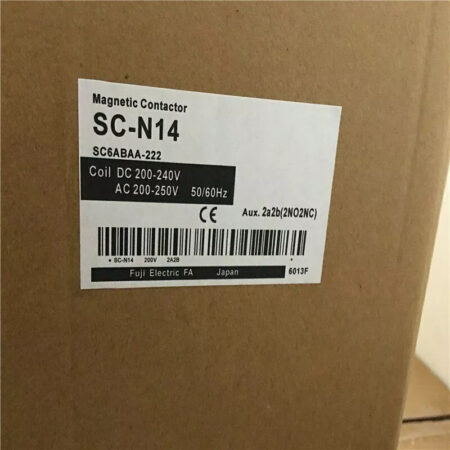 Magnetic Contactor
SC-N14
SC6ABAA-222
Coil DC 200-240V
AC 200-250V 50/60Hz
CE Aux. 2a2b(2NO2NC)
* SC-N14 200V 2A2B *
Fuji Electric FA Japan 6013F